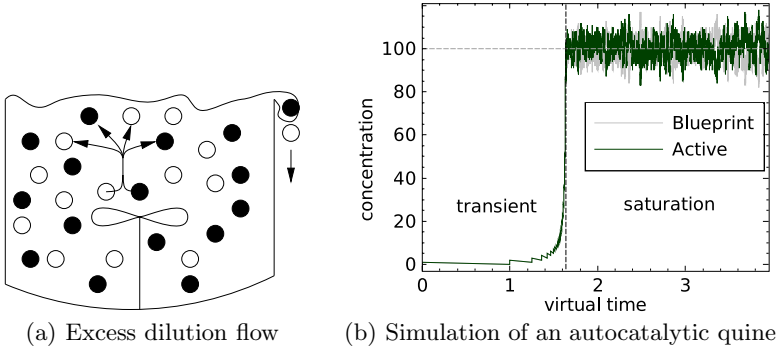 100
80
60
40
20
0
concentration
Blueprint
Active
transient
saturation
0
1
2
3
virtual time
(a) Excess dilution flow
(b) Simulation of an autocatalytic quine